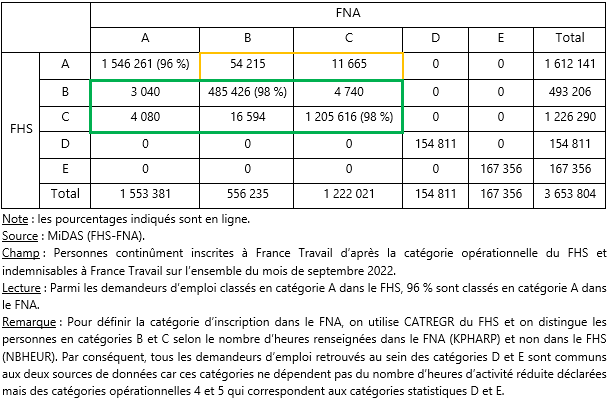 FNA
A B C D E Total
A 1 546 261 (96 %) 54 215 11 665 0 0 1 612 141
B 3 040 485 426 (98 %) 4 740 0 0 493 206
FHS C 4 080 16 594 1 205 616 (98 %) 0 0 1 226 290
D 0 0 0 154 811 0 154 811
E 0 0 0 0 167 356 167 356
Total 1 553 381 556 235 1 222 021 154 811 167 356 3 653 804
Note : les pourcentages indiqués sont en ligne.
Source : MiDAS (FHS-FNA).
Champ : Personnes continûment inscrites à France Travail d'après la catégorie opérationnelle du FHS et
indemnisables à France Travail sur l'ensemble du mois de septembre 2022.
Lecture : Parmi les demandeurs d'emploi classés en catégorie A dans le FHS, 96 % sont classés en catégorie A dans
le FNA.
Remarque : Pour définir la catégorie d'inscription dans le FNA, on utilise CATREGR du FHS et on distingue les
personnes en catégories B et C selon le nombre d'heures renseignées dans le FNA (KPHARP) et non dans le FHS
(NBHEUR). Par conséquent, tous les demandeurs d'emploi retrouvés au sein des catégories D et E sont communs
aux deux sources de données car ces catégories ne dépendent pas du nombre d'heures d'activité réduite déclarées
mais des catégories opérationnelles 4 et 5 qui correspondent aux catégories statistiques D et E.